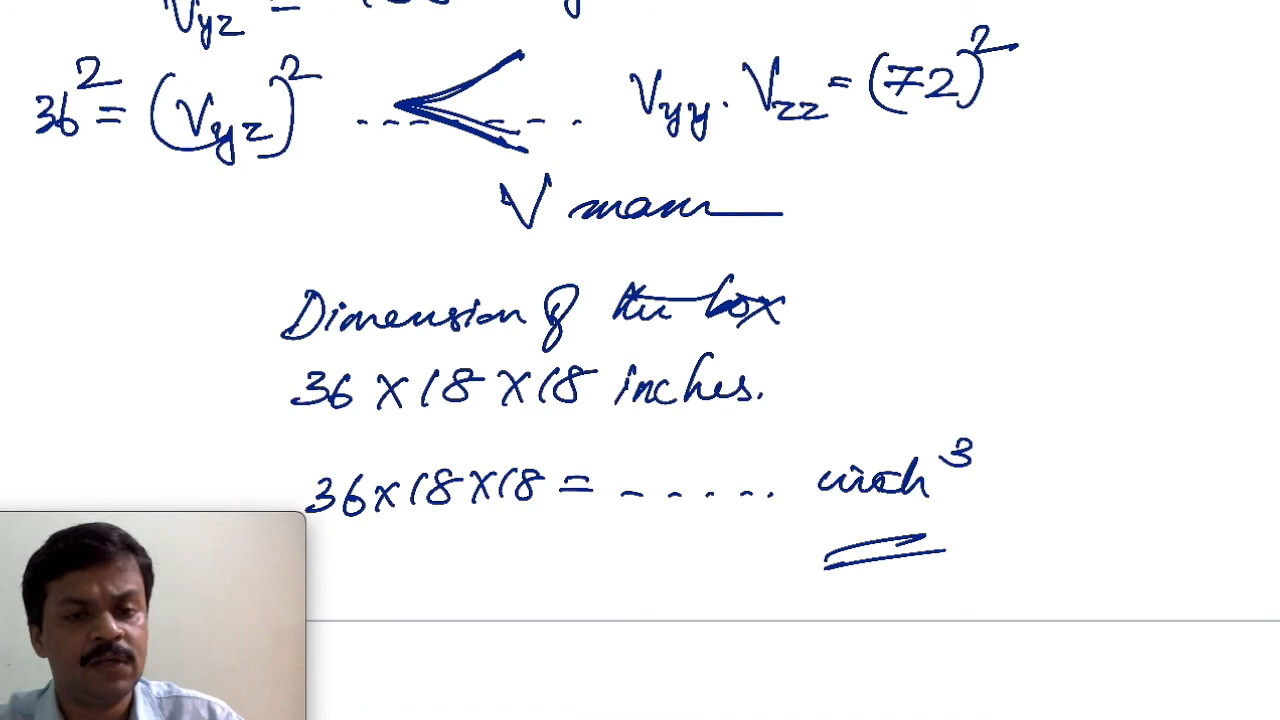 V_yz =
36² = (V_yz)² ----- < V_yy . V_zz = (72)²
V
Dimension of the box
36 × 18 × 18 inches.
36 × 18 × 18 = ----- inch³